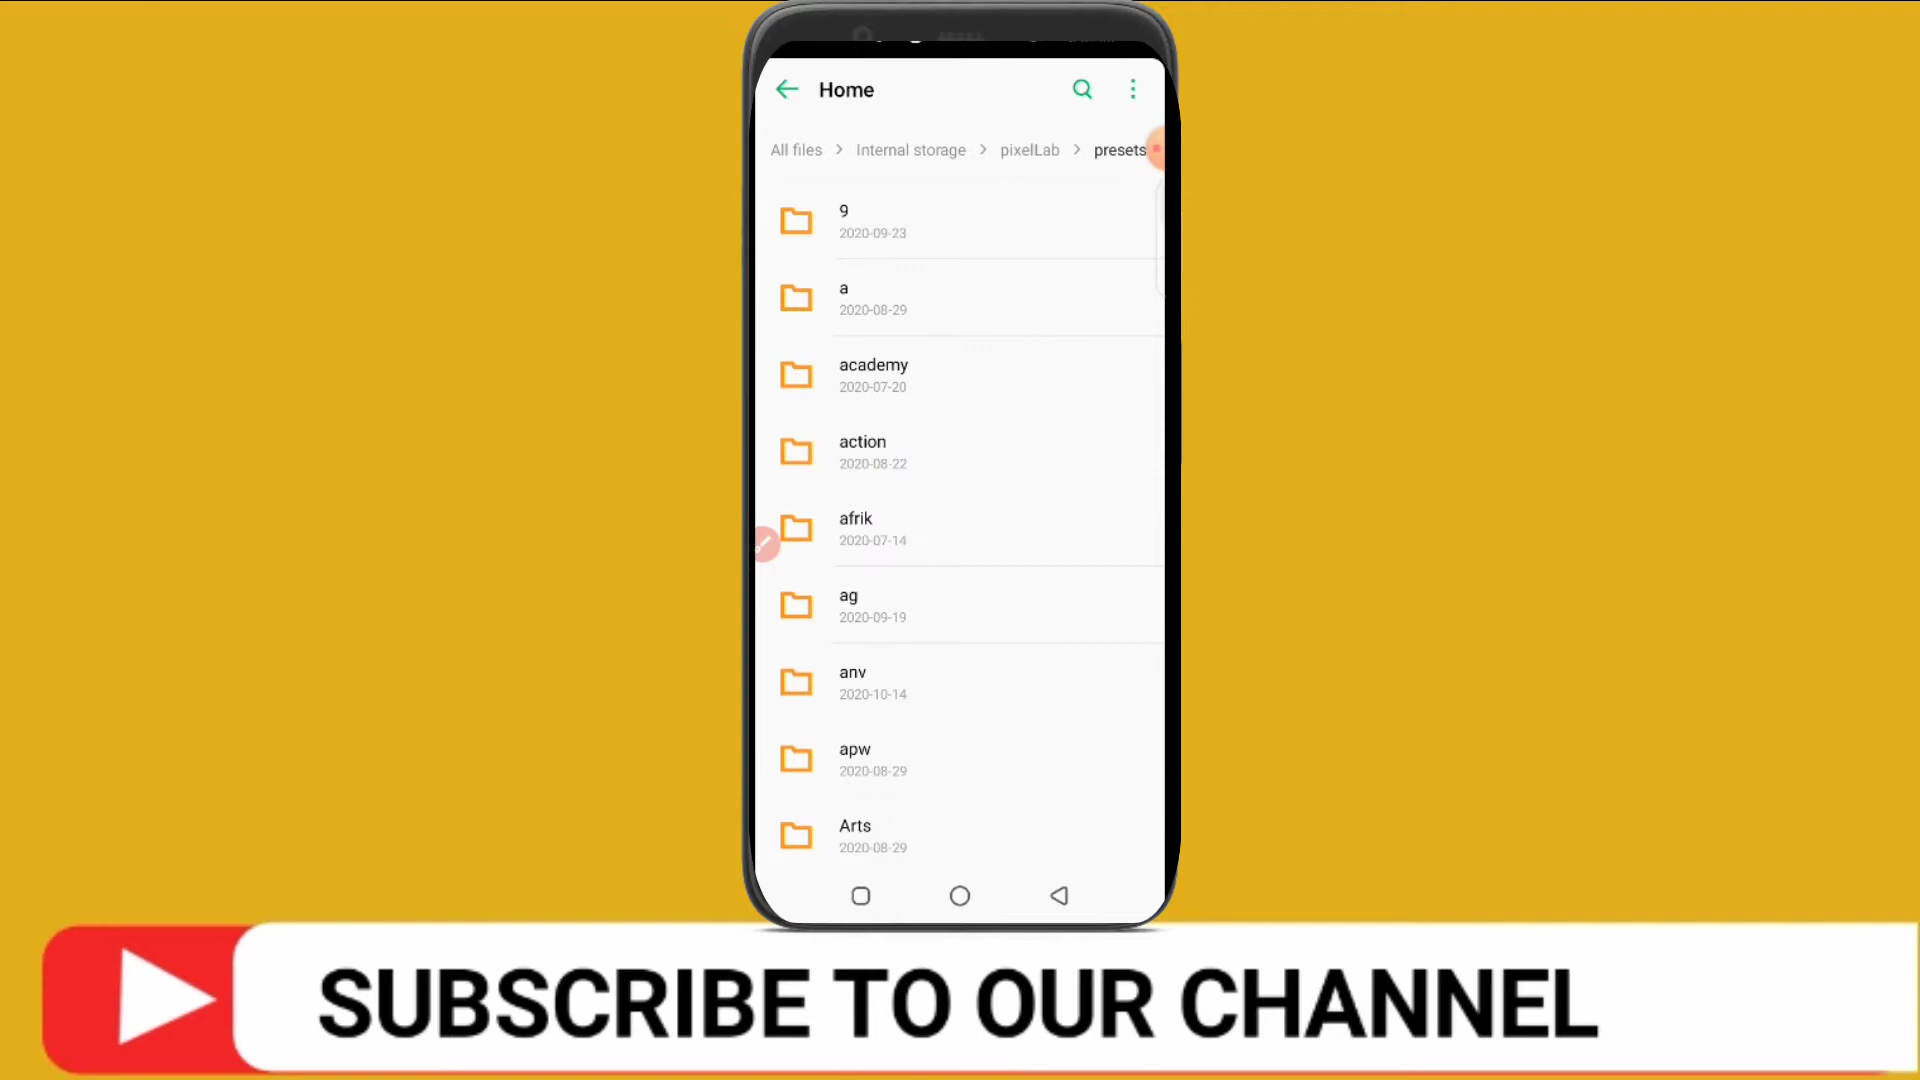 Home
All files > Internal storage > pixelLab > presets
9
2020-09-23
a
2020-08-29
academy
2020-07-20
action
2020-08-22
afrik
2020-07-14
ag
2020-09-19
anv
2020-10-14
apw
2020-08-29
Arts
2020-08-29
SUBSCRIBE TO OUR CHANNEL